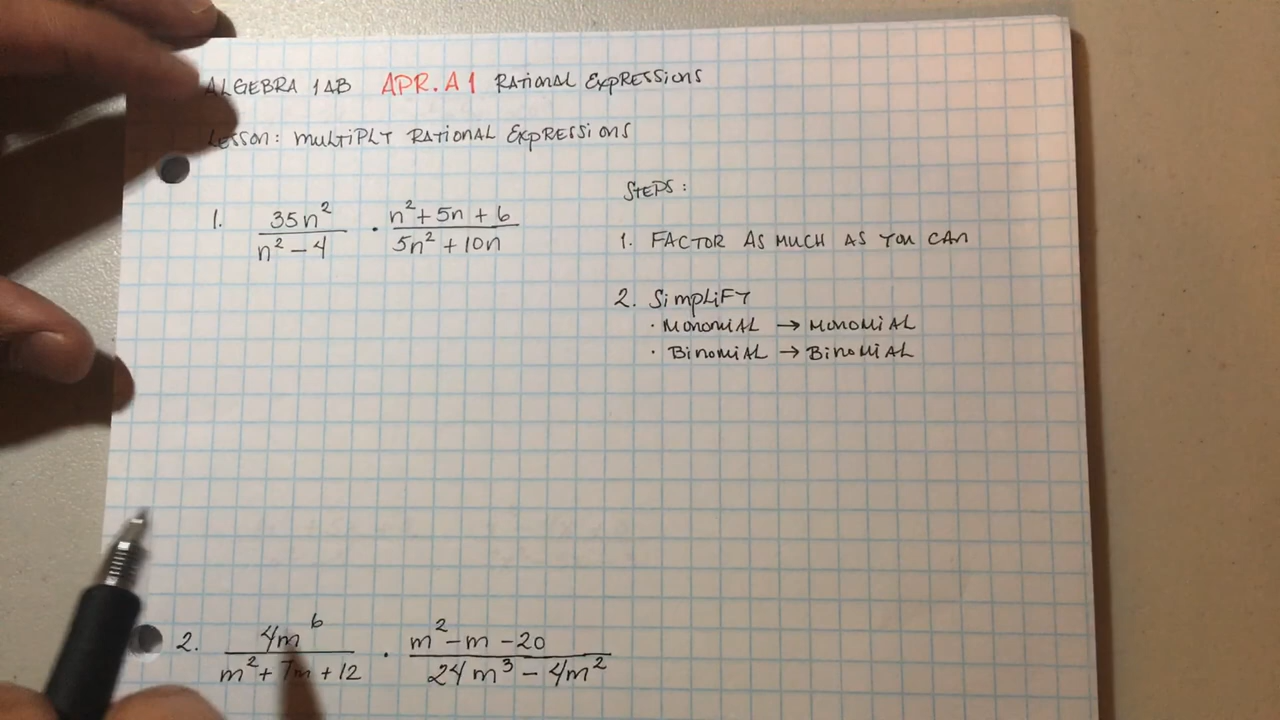 ALGEBRA 1AB APR.A1 RATIONAL EXPRESSIONS
LESSON: MULTIPLY RATIONAL EXPRESSIONS
1. 35n² / n² − 4 · n² + 5n + 6 / 5n² + 10n
STEPS:
1. FACTOR AS MUCH AS YOU CAN
2. SIMPLIFY
· MONOMIAL → MONOMIAL
· BINOMIAL → BINOMIAL
2. 4m⁶ / m² + 7m + 12 · m² − m − 20 / 24m³ − 4m²